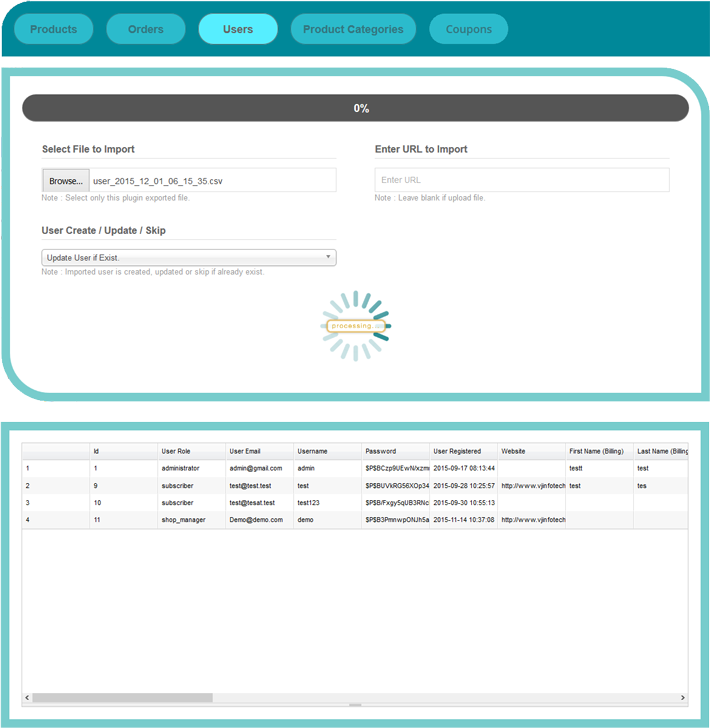 Products Orders Users Product Categories Coupons
0%
Select File to Import
Browse... user_2015_12_01_06_15_35.csv
Note : Select only this plugin exported file.
Enter URL to Import
Enter URL
Note : Leave blank if upload file.
User Create / Update / Skip
Update User if Exist.
Note : Imported user is created, updated or skip if already exist.
processing...
Id User Role User Email Username Password User Registered Website First Name (Billing) Last Name (Billing
1 1 administrator admin@gmail.com admin 2015-09-17 08:13:44 testt test
2 9 subscriber test@test.test test $P$BUVkRG56XOp34 2015-09-28 10:25:57 http://www.vjinfotech test tes
3 10 subscriber test@tesat.test test123 2015-09-30 10:55:13
4 11 shop_manager Demo@demo.com demo $P$B3PmnwpONJh5a 2015-11-14 10:37:08 http://www.vjinfotech